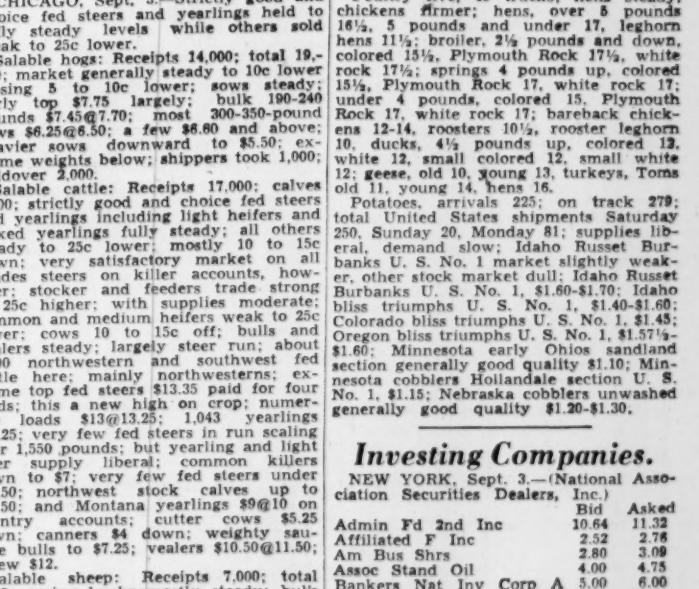 CHICAGO, Sept. 3.—Strictly good and
oice fed steers and yearlings held to
ly steady levels while others sold
ak to 25c lower.
Salable hogs: Receipts 14,000; total 19,-
; market generally steady to 10c lower
sing 5 to 10c lower; sows steady;
ly top $7.75 largely; bulk 190-240
unds $7.45@7.70; most 300-350-pound
ws $6.25@6.50; a few $6.60 and above;
avier sows downward to $5.50; ex-
me weights below; shippers took 1,000;
ldover 2,000.
Salable cattle: Receipts 17,000; calves
00; strictly good and choice fed steers
d yearlings including light heifers and
xed yearlings fully steady; all others
ady to 25c lower; mostly 10 to 15c
wn; very satisfactory market on all
des steers on killer accounts, how-
er; stocker and feeders trade strong
25c higher; with supplies moderate;
mmon and medium heifers weak to 25c
wer; cows 10 to 15c off; bulls and
lers steady; largely steer run; about
00 northwestern and southwest fed
tle here; mainly northwesterns; ex-
me top fed steers $13.35 paid for four
ds; this a new high on crop; numer-
loads $13@13.25; 1,043 yearlings
.25; very few fed steers in run scaling
r 1,550 pounds; but yearling and light
er supply liberal; common killers
wn to $7; very few fed steers under
50; northwest stock calves up to
50; and Montana yearlings $9@10 on
ntry accounts; cutter cows $5.25
wn; canners $4 down; weighty sau-
e bulls to $7.25; vealers $10.50@11.50;
ew $12.
alable sheep: Receipts 7,000; total
chickens firmer; hens, over 5 pounds
16½, 5 pounds and under 17, leghorn
hens 11½; broiler, 2½ pounds and down,
colored 15½, Plymouth Rock 17½, white
rock 17½; springs 4 pounds up, colored
15½, Plymouth Rock 17, white rock 17;
under 4 pounds, colored 15, Plymouth
Rock 17, white rock 17; bareback chick-
ens 12-14, roosters 10½, rooster leghorn
10, ducks, 4½ pounds up, colored 12,
white 12, small colored 12, small white
12; geese, old 10, young 13, turkeys, Toms
old 11, young 14, hens 16.
Potatoes, arrivals 225; on track 279;
total United States shipments Saturday
250, Sunday 20, Monday 81; supplies lib-
eral, demand slow; Idaho Russet Bur-
banks U. S. No. 1 market slightly weak-
er, other stock market dull; Idaho Russet
Burbanks U. S. No. 1, $1.60-$1.70; Idaho
bliss triumphs U. S. No. 1, $1.40-$1.60;
Colorado bliss triumphs U. S. No. 1, $1.45;
Oregon bliss triumphs U. S. No. 1, $1.57½-
$1.60; Minnesota early Ohios sandland
section generally good quality $1.10; Min-
nesota cobblers Hollandale section U. S.
No. 1, $1.15; Nebraska cobblers unwashed
generally good quality $1.20-$1.30.
Investing Companies.
NEW YORK, Sept. 3.—(National Asso-
ciation Securities Dealers, Inc.)
Bid Asked
Admin Fd 2nd Inc 10.64 11.32
Affiliated F Inc 2.52 2.76
Am Bus Shrs 2.80 3.09
Assoc Stand Oil 4.00 4.75
Bankers Nat Inv Corp A 5.00 6.00